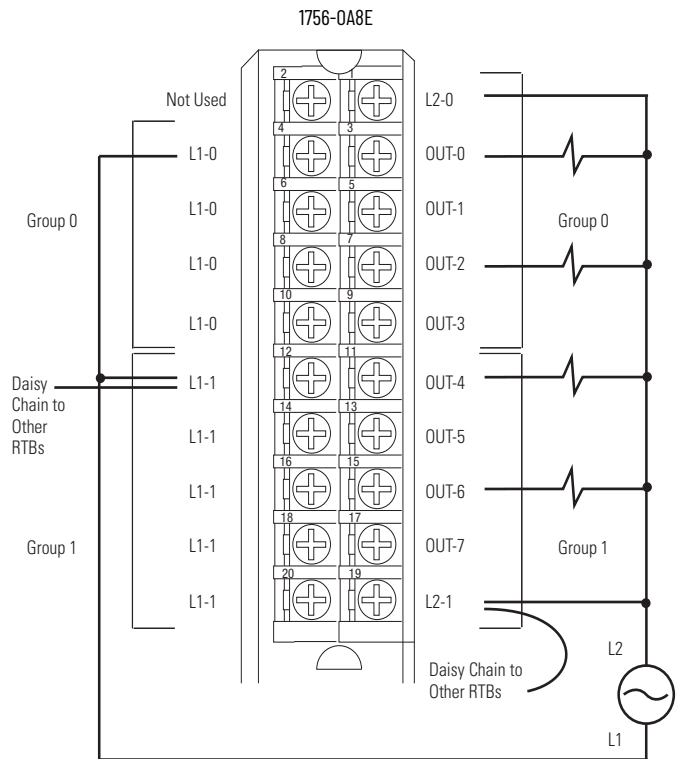 1756-OA8E
2 1
Not Used L2-0
4 3
L1-0 OUT-0
6 5
L1-0 OUT-1
Group 0 Group 0
8 7
L1-0 OUT-2
10 9
L1-0 OUT-3
12 11
L1-1 OUT-4
Daisy
Chain to
Other
RTBs
14 13
L1-1 OUT-5
16 15
L1-1 OUT-6
18 17
L1-1 OUT-7
Group 1 Group 1
20 19
L1-1 L2-1
L2
Daisy Chain to
Other RTBs
L1